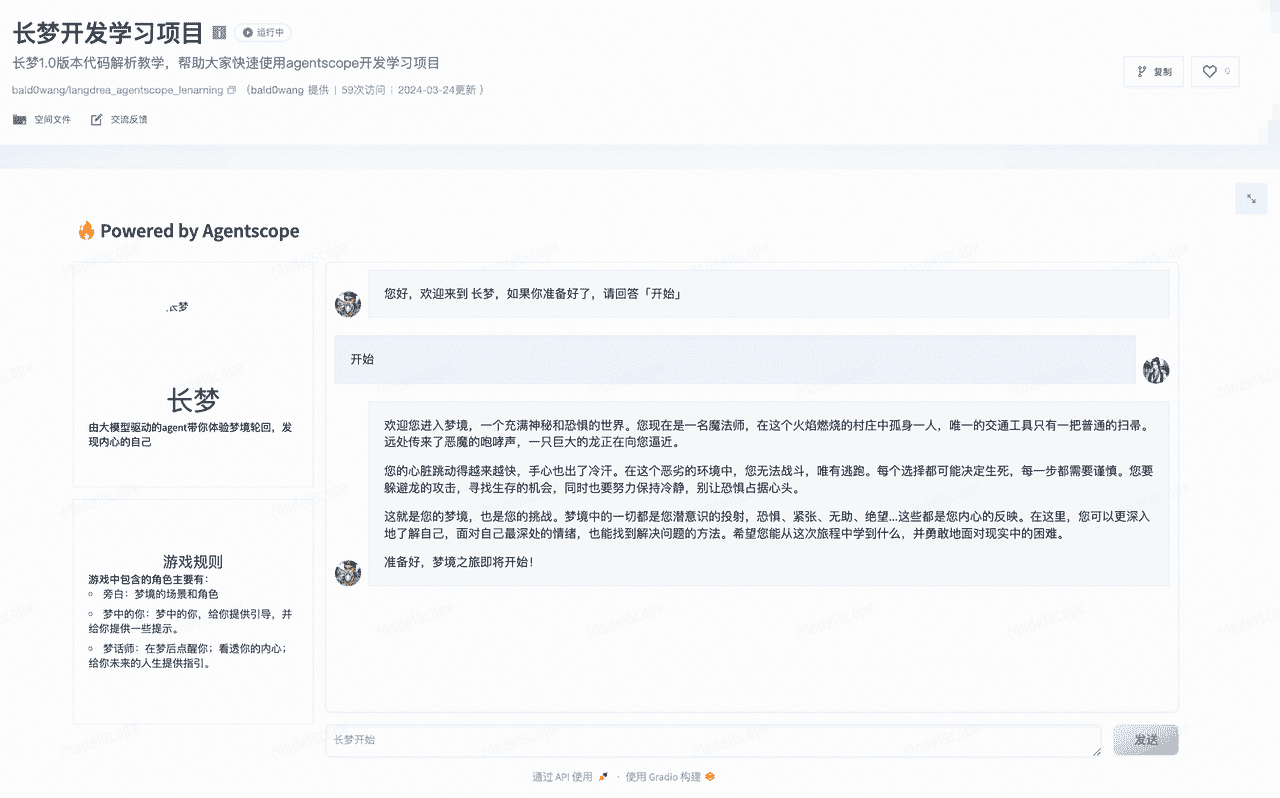 长梦开发学习项目
运行中
长梦1.0版本代码解析教学，帮助大家快速使用agentscope开发学习项目
复制
0
bald0wang/langdrea_agentscope_lenarning
（bald0wang 提供 | 59次访问 | 2024-03-24更新 ）
空间文件
交流反馈
Powered by Agentscope
长梦
长梦
由大模型驱动的agent带你体验梦境轮回，发
现内心的自己
游戏规则
游戏中包含的角色主要有：
旁白：梦境的场景和角色
梦中的你：梦中的你，给你提供引导，并
给你提供一些提示。
梦话师：在梦后点醒你；看透你的内心；
给你未来的人生提供指引。
您好，欢迎来到 长梦，如果你准备好了，请回答「开始」
开始
欢迎您进入梦境，一个充满神秘和恐惧的世界。您现在是一名魔法师，在这个火焰燃烧的村庄中孤身一人，唯一的交通工具只有一把普通的扫帚。
远处传来了恶魔的咆哮声，一只巨大的龙正在向您逼近。
您的心脏跳动得越来越快，手心也出了冷汗。在这个恶劣的环境中，您无法战斗，唯有逃跑。每个选择都可能决定生死，每一步都需要谨慎。您要
躲避龙的攻击，寻找生存的机会，同时也要努力保持冷静，别让恐惧占据心头。
这就是您的梦境，也是您的挑战。梦境中的一切都是您潜意识的投射，恐惧、紧张、无助、绝望...这些都是您内心的反映。在这里，您可以更深入
地了解自己，面对自己最深处的情绪，也能找到解决问题的方法。希望您能从这次旅程中学到什么，并勇敢地面对现实中的困难。
准备好，梦境之旅即将开始！
长梦开始
发送
通过 API 使用 · 使用 Gradio 构建